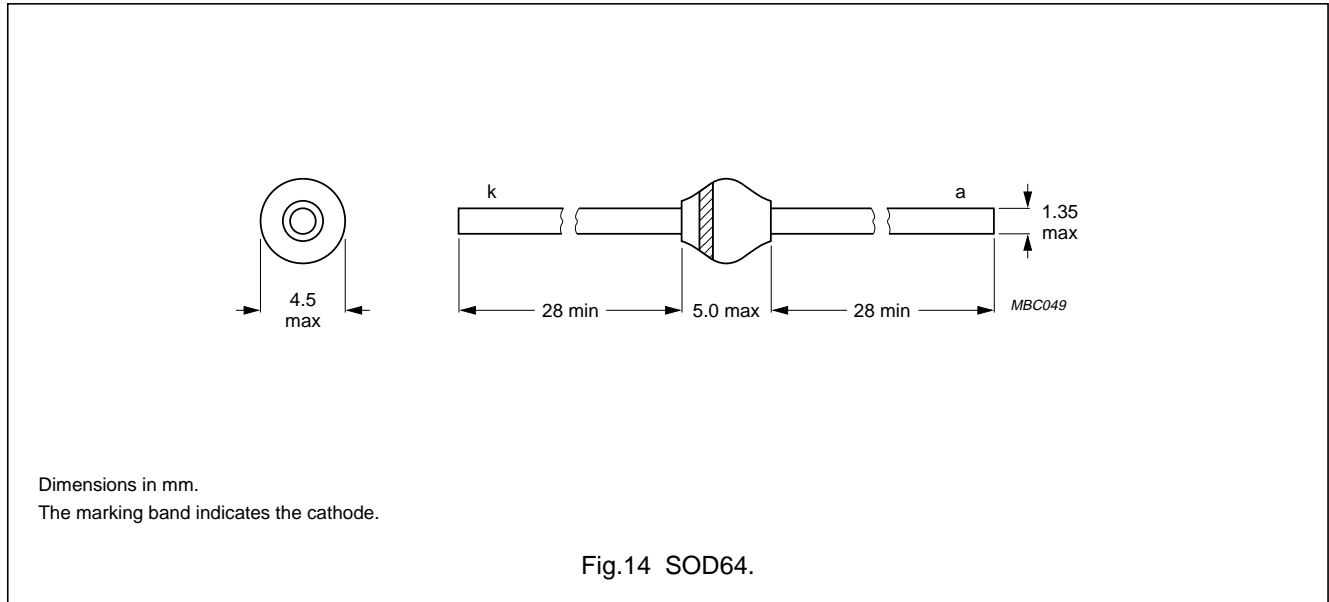 k
a
1.35
max
4.5
max
28 min
5.0 max
28 min
MBC049
Dimensions in mm.
The marking band indicates the cathode.
Fig.14 SOD64.